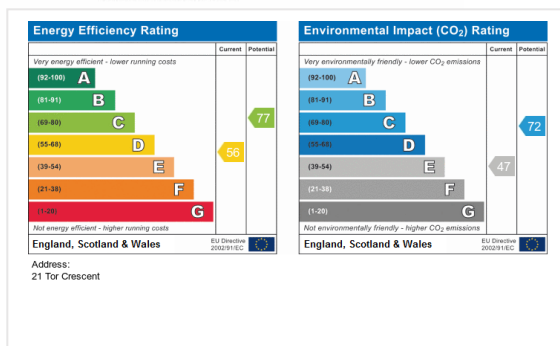 Energy Efficiency Rating
Current Potential
Very energy efficient - lower running costs
(92-100) A
(81-91) B
(69-80) C
77
(55-68) D
56
(39-54) E
(21-38) F
(1-20) G
Not energy efficient - higher running costs
England, Scotland & Wales
EU Directive
2002/91/EC
Environmental Impact (CO₂) Rating
Current Potential
Very environmentally friendly - lower CO₂ emissions
(92-100) A
(81-91) B
(69-80) C
72
(55-68) D
(39-54) E
47
(21-38) F
(1-20) G
Not environmentally friendly - higher CO₂ emissions
England, Scotland & Wales
EU Directive
2002/91/EC
Address:
21 Tor Crescent